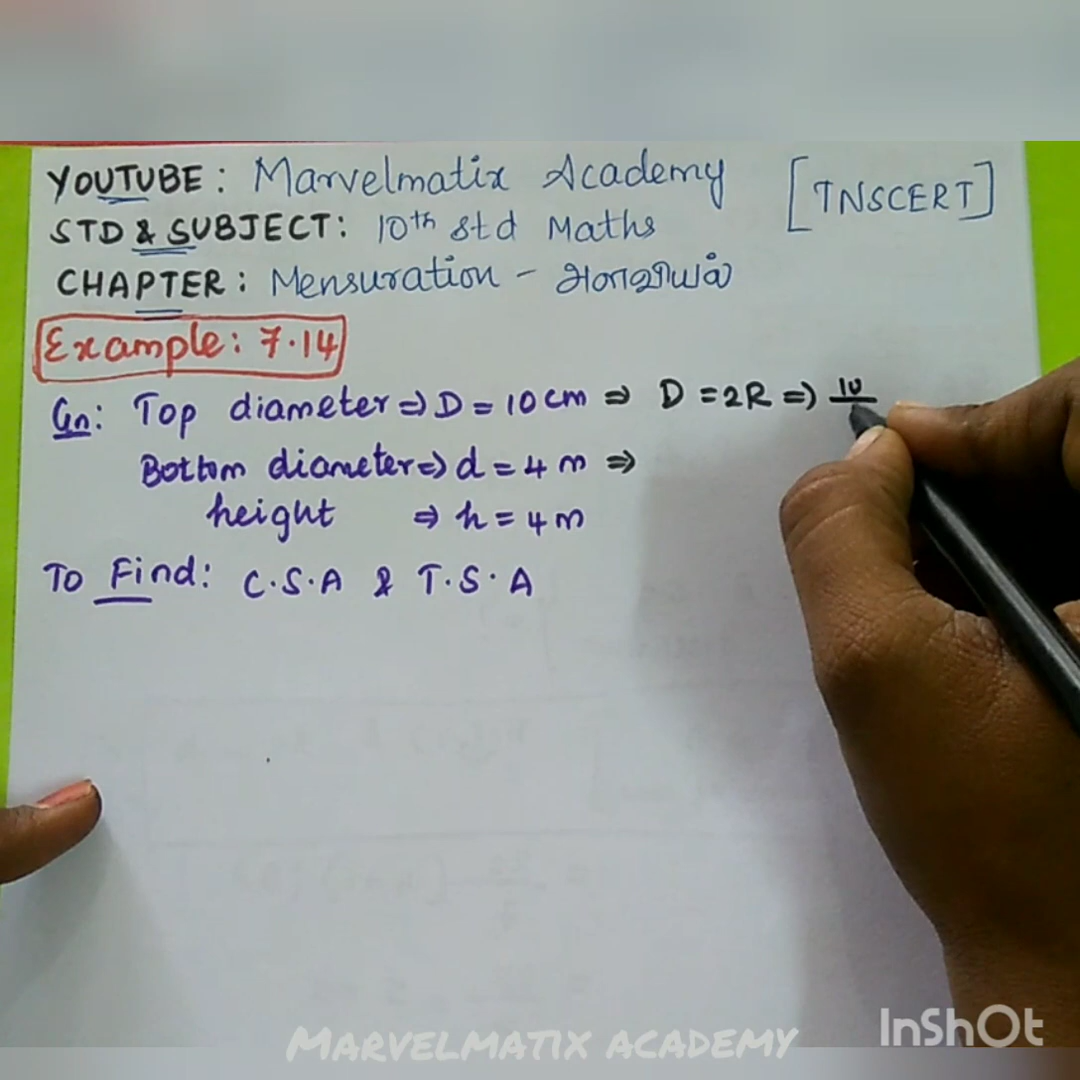 YOUTUBE: Marvelmatix Academy [TNSCERT]
STD & SUBJECT: 10th std Maths
CHAPTER: Mensuration - அளவியல்
Example: 7.14
Gn: Top diameter ⇒ D = 10 cm ⇒ D = 2R ⇒ 10
Bottom diameter ⇒ d = 4 m ⇒
height ⇒ h = 4 m
To Find: C.S.A & T.S.A
MARVELMATIX ACADEMY
InShOt